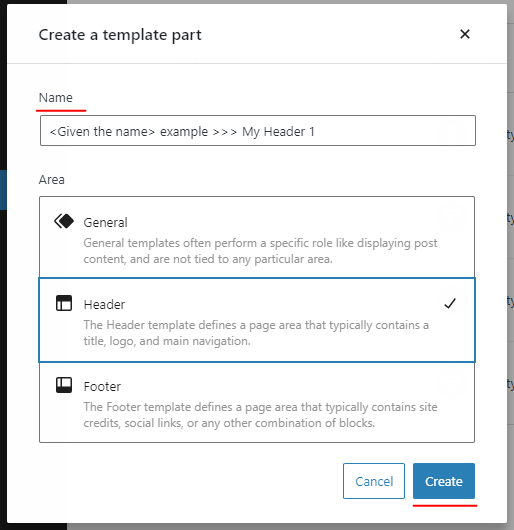 Create a template part
Name
<Given the name> example >>> My Header 1
Area
General
General templates often perform a specific role like displaying post
content, and are not tied to any particular area.
Header
The Header template defines a page area that typically contains a
title, logo, and main navigation.
Footer
The Footer template defines a page area that typically contains site
credits, social links, or any other combination of blocks.
Cancel
Create